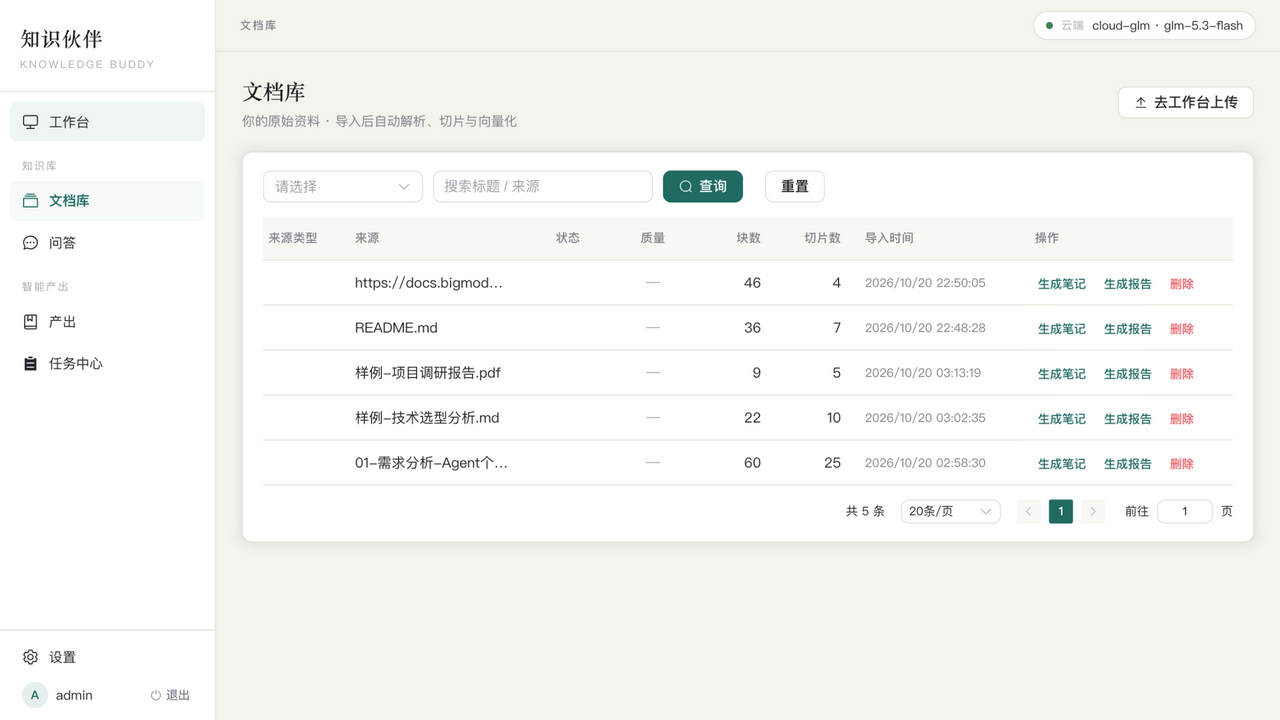 知识伙伴
KNOWLEDGE BUDDY
工作台
知识库
文档库
问答
智能产出
产出
任务中心
设置
A admin 退出
文档库
云端 cloud-glm · glm-5.3-flash
文档库
你的原始资料 · 导入后自动解析、切片与向量化
去工作台上传
请选择 搜索标题 / 来源 查询 重置
来源类型 来源 状态 质量 块数 切片数 导入时间 操作
https://docs.bigmod... — 46 4 2026/10/20 22:50:05 生成笔记 生成报告 删除
README.md — 36 7 2026/10/20 22:48:28 生成笔记 生成报告 删除
样例-项目调研报告.pdf — 9 5 2026/10/20 03:13:19 生成笔记 生成报告 删除
样例-技术选型分析.md — 22 10 2026/10/20 03:02:35 生成笔记 生成报告 删除
01-需求分析-Agent个... — 60 25 2026/10/20 02:58:30 生成笔记 生成报告 删除
共 5 条 20条/页 1 前往 1 页